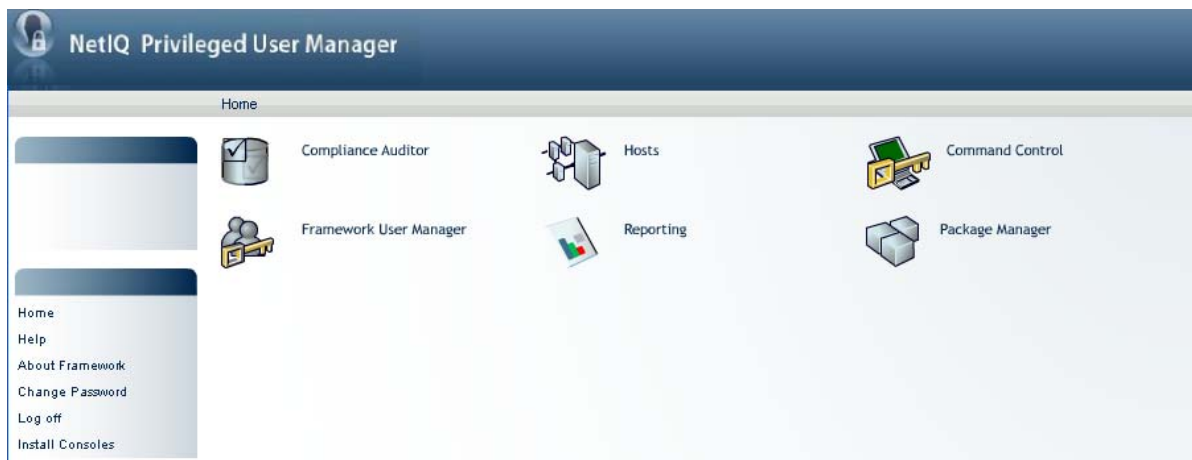 NetIQ Privileged User Manager
Home
Compliance Auditor
Hosts
Command Control
Framework User Manager
Reporting
Package Manager
Home
Help
About Framework
Change Password
Log off
Install Consoles